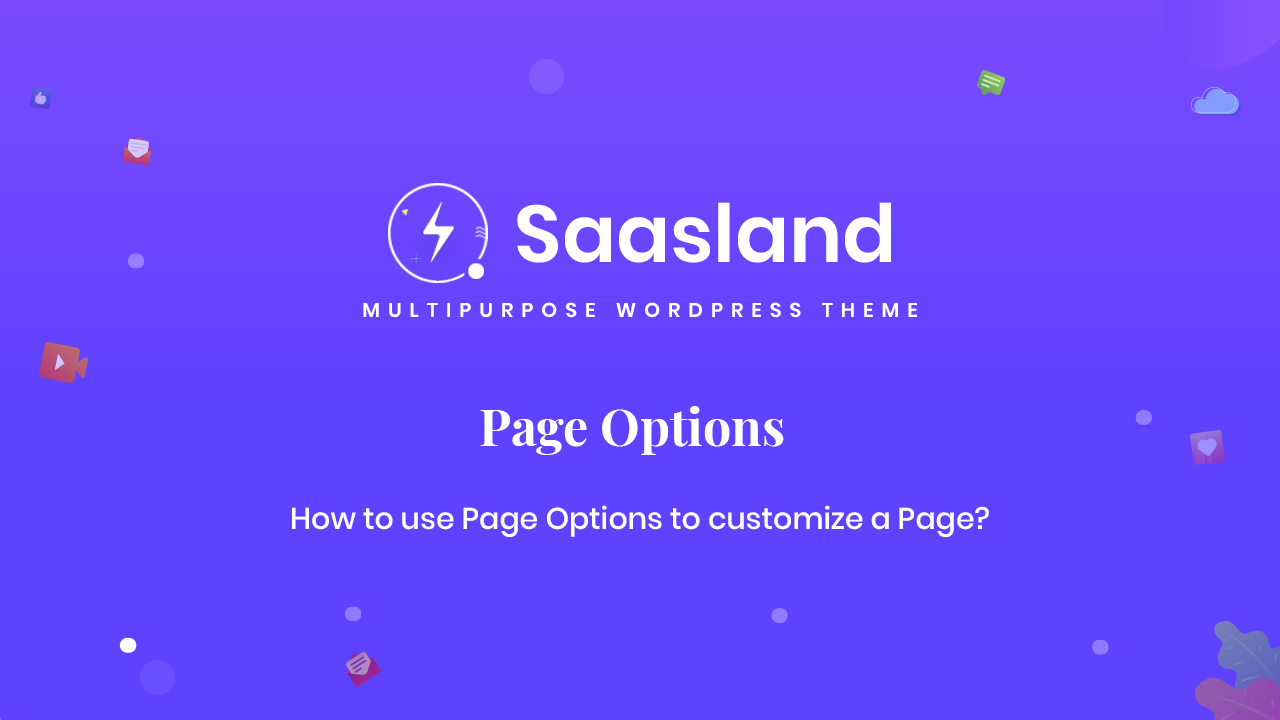 Saasland
MULTIPURPOSE WORDPRESS THEME
Page Options
How to use Page Options to customize a Page?